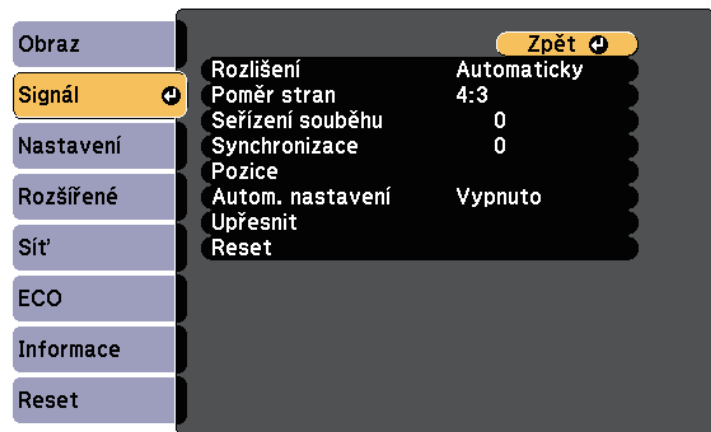 Obraz
Signál
Nastavení
Rozšířené
Síť
ECO
Informace
Reset
Zpět
Rozlišení Automaticky
Poměr stran 4:3
Seřízení souběhu 0
Synchronizace 0
Pozice
Autom. nastavení Vypnuto
Upřesnit
Reset